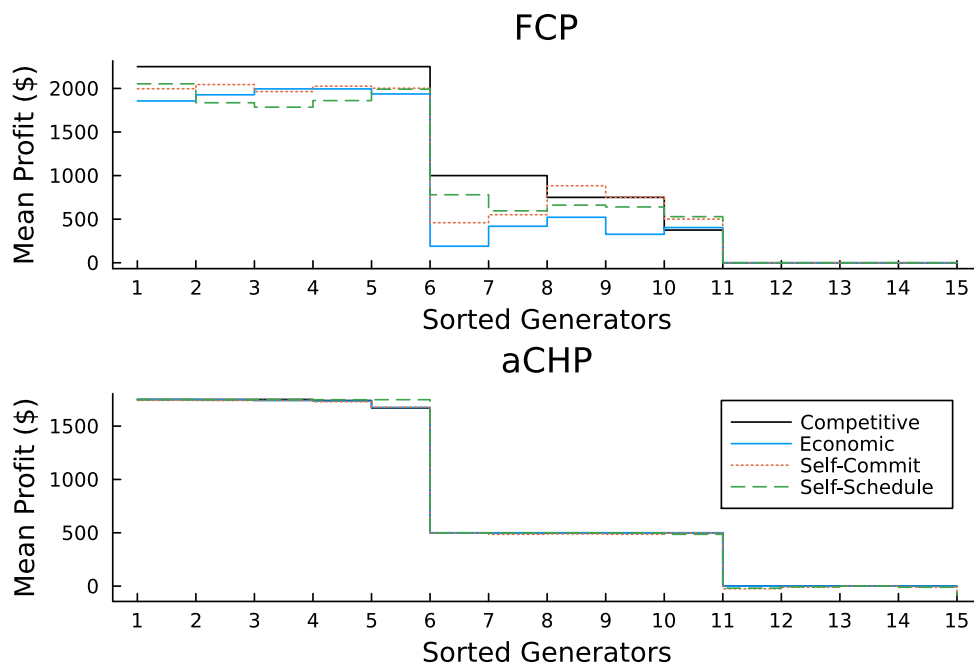 FCP
Mean Profit ($)
2000
1500
1000
500
0
1 2 3 4 5 6 7 8 9 10 11 12 13 14 15
Sorted Generators
aCHP
Mean Profit ($)
1500
1000
500
0
Competitive
Economic
Self-Commit
Self-Schedule
1 2 3 4 5 6 7 8 9 10 11 12 13 14 15
Sorted Generators